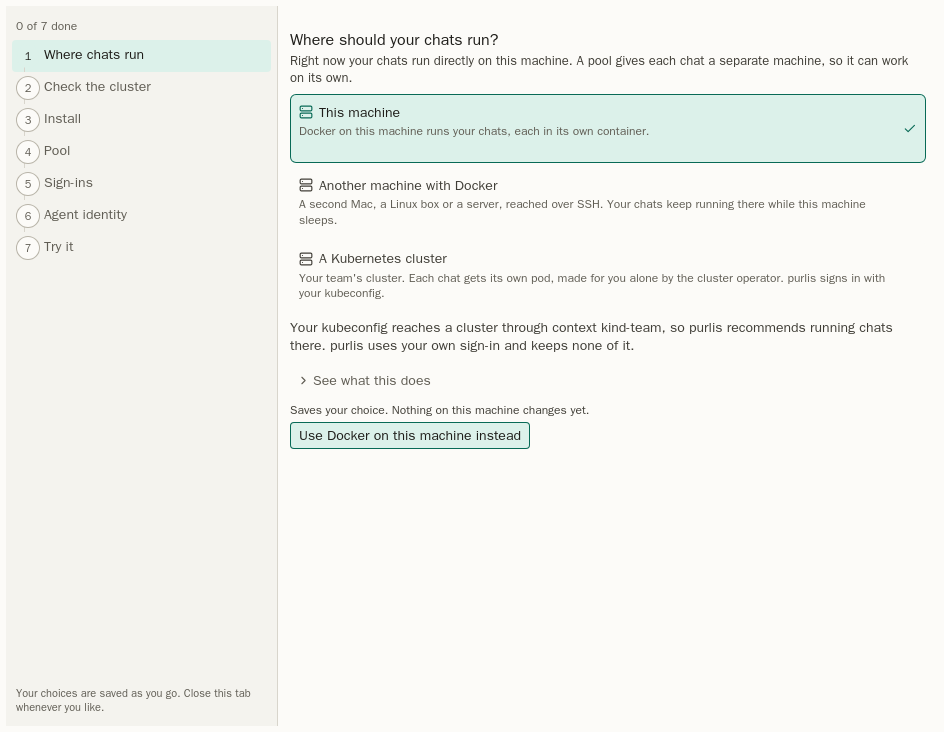 0 of 7 done
1 Where chats run
2 Check the cluster
3 Install
4 Pool
5 Sign-ins
6 Agent identity
7 Try it
Your choices are saved as you go. Close this tab
whenever you like.
Where should your chats run?
Right now your chats run directly on this machine. A pool gives each chat a separate machine, so it can work
on its own.
This machine
Docker on this machine runs your chats, each in its own container.
Another machine with Docker
A second Mac, a Linux box or a server, reached over SSH. Your chats keep running there while this machine
sleeps.
A Kubernetes cluster
Your team's cluster. Each chat gets its own pod, made for you alone by the cluster operator. purlis signs in with
your kubeconfig.
Your kubeconfig reaches a cluster through context kind-team, so purlis recommends running chats
there. purlis uses your own sign-in and keeps none of it.
See what this does
Saves your choice. Nothing on this machine changes yet.
Use Docker on this machine instead